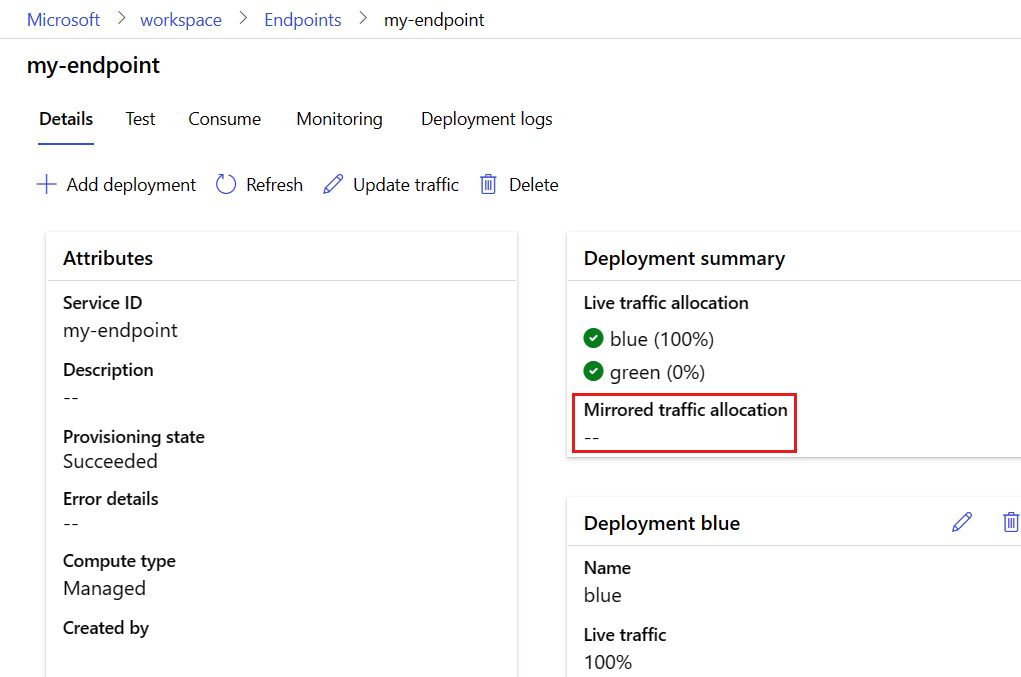 Microsoft > workspace > Endpoints > my-endpoint
my-endpoint
Details Test Consume Monitoring Deployment logs
Add deployment Refresh Update traffic Delete
Attributes
Service ID
my-endpoint
Description
--
Provisioning state
Succeeded
Error details
--
Compute type
Managed
Created by
Deployment summary
Live traffic allocation
blue (100%)
green (0%)
Mirrored traffic allocation
--
Deployment blue
Name
blue
Live traffic
100%